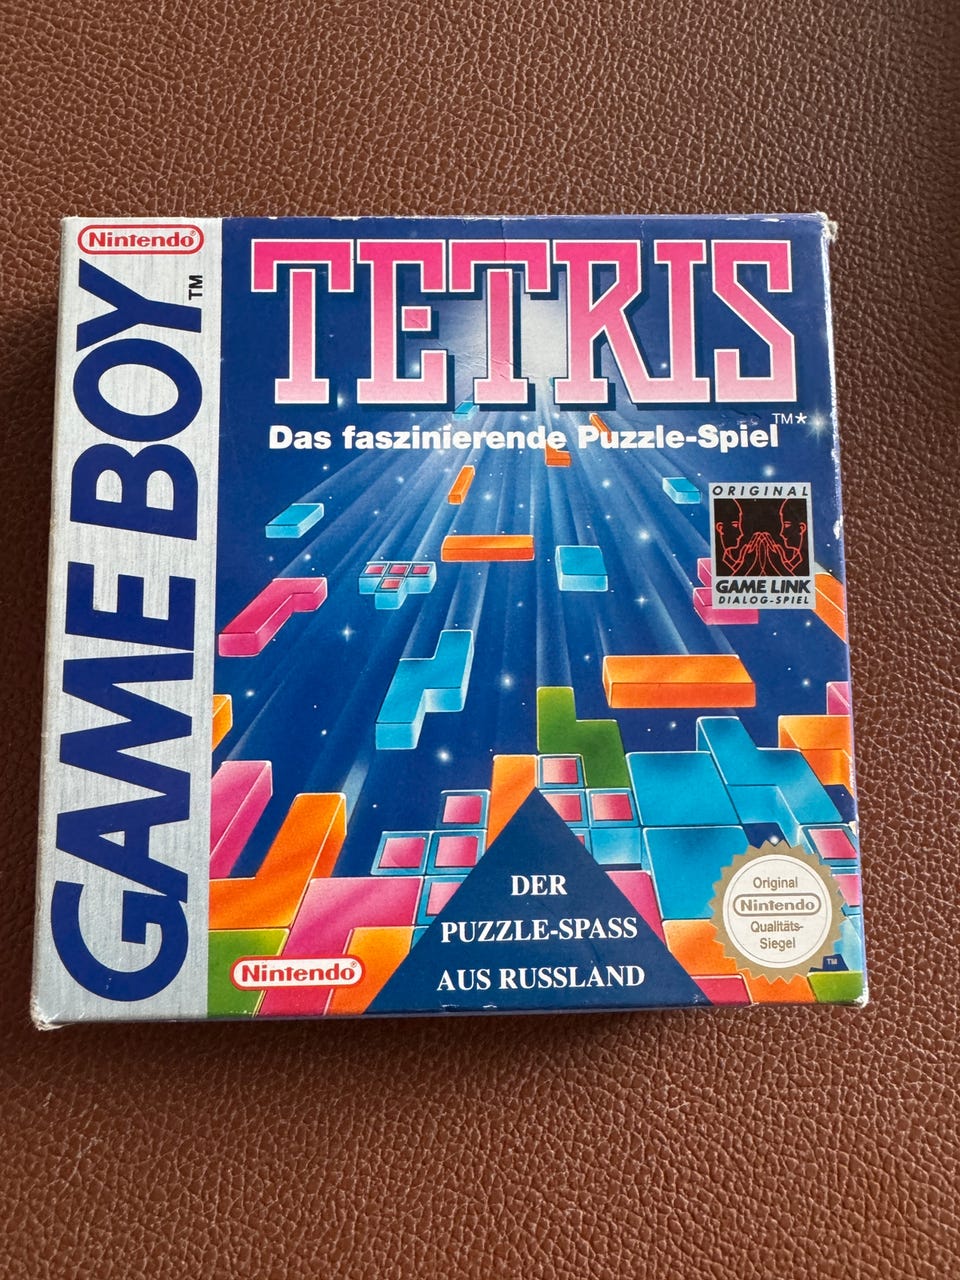 Nintendo®
GAME BOY™
TETRIS
™*
Das faszinierende Puzzle-Spiel
ORIGINAL
GAME LINK
DIALOG-SPIEL
DER
PUZZLE-SPASS
AUS RUSSLAND
Nintendo®
Original
Nintendo
Qualitäts-
Siegel
TM